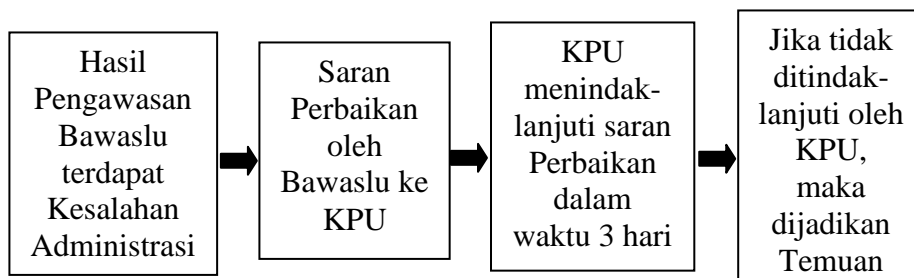 Hasil
Pengawasan
Bawaslu
terdapat
Kesalahan
Administrasi
Saran
Perbaikan
oleh
Bawaslu ke
KPU
KPU
menindak-
lanjuti saran
Perbaikan
dalam
waktu 3 hari
Jika tidak
ditindak-
lanjuti oleh
KPU,
maka
dijadikan
Temuan